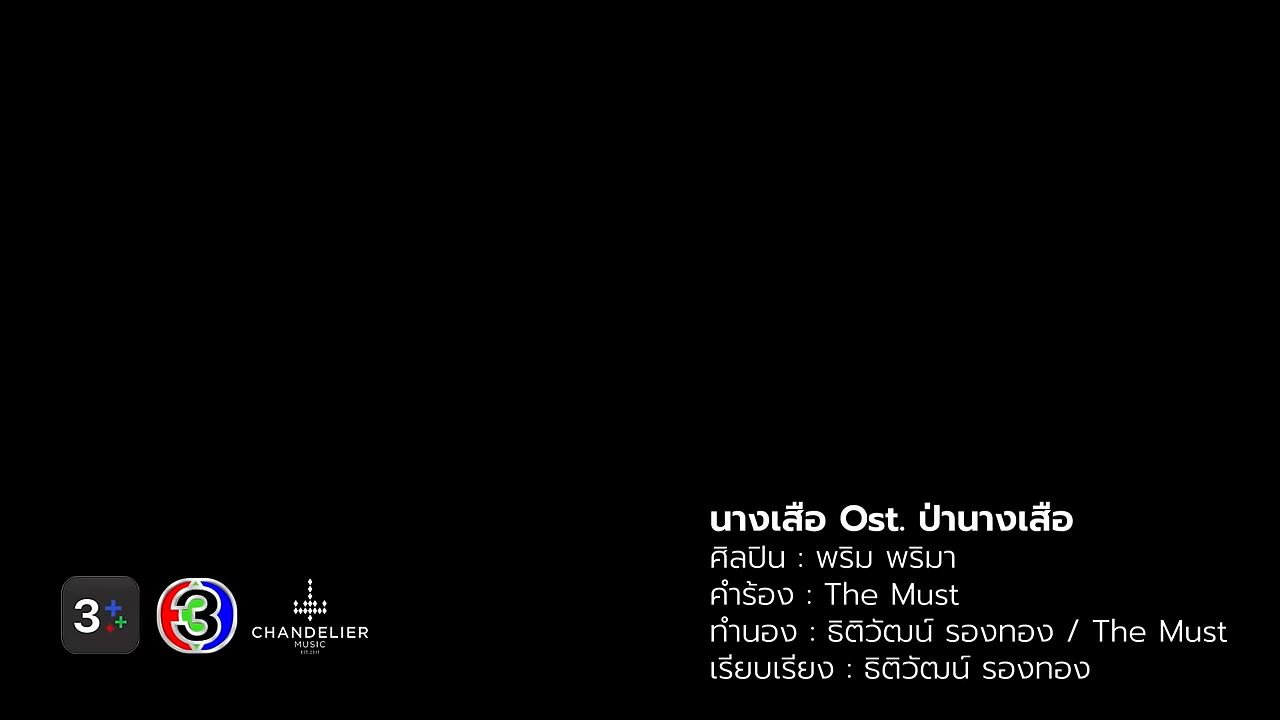 นางเสือ Ost. ป่านางเสือ
ศิลปิน : พริม พริมา
คำร้อง : The Must
ทำนอง : ธิติวัฒน์ รองทอง / The Must
เรียบเรียง : ธิติวัฒน์ รองทอง
3
3
CHANDELIER
MUSIC